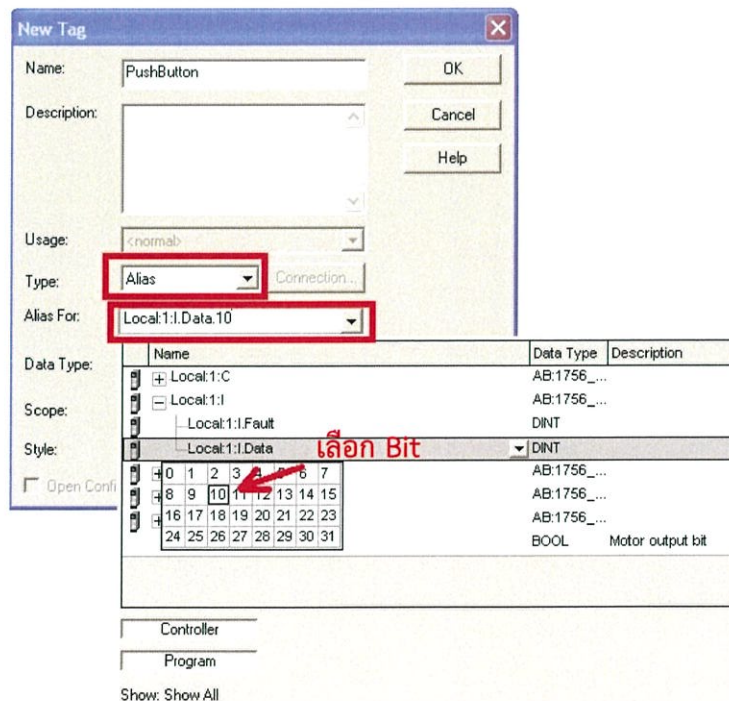 New Tag
Name: PushButton OK
Description: Cancel
Help
Usage: <normal>
Type: Alias Connection...
Alias For: Local:1:I.Data.10
Data Type: Name Data Type Description
Local:1:C AB:1756_...
Scope: Local:1:I AB:1756_...
Local:1:I.Fault DINT
Style: Local:1:I.Data เลือก Bit DINT
Open Confi 0 1 2 3 4 5 6 7 AB:1756_...
8 9 10 11 12 13 14 15 AB:1756_...
16 17 18 19 20 21 22 23 AB:1756_...
24 25 26 27 28 29 30 31 BOOL Motor output bit
Controller
Program
Show: Show All